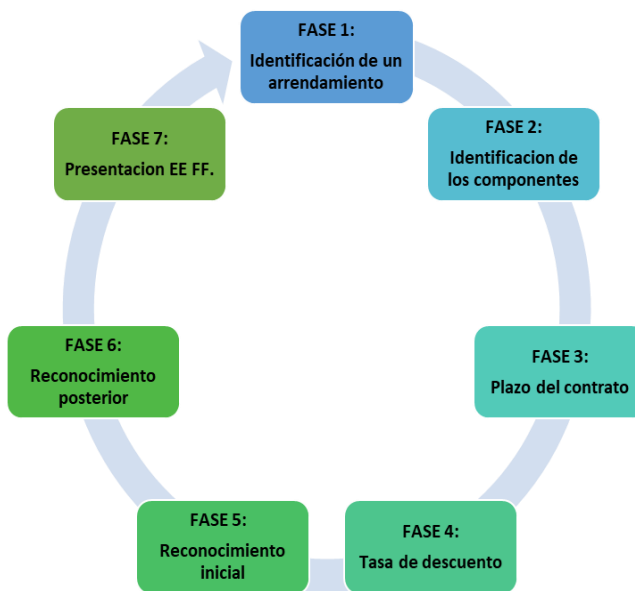 FASE 1:
Identificación de un
arrendamiento
FASE 2:
Identificacion de
los componentes
FASE 3:
Plazo del contrato
FASE 4:
Tasa de descuento
FASE 5:
Reconocimiento
inicial
FASE 6:
Reconocimiento
posterior
FASE 7:
Presentacion EE FF.